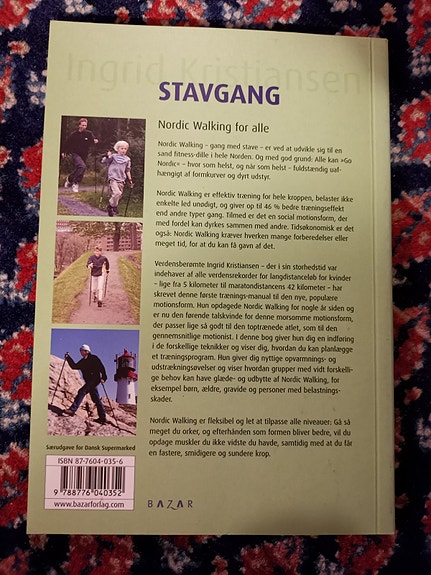 Ingrid Kristiansen
STAVGANG
Nordic Walking for alle
Nordic Walking – gang med stave – er ved at udvikle sig til en
sand fitness-dille i hele Norden. Og med god grund: Alle kan »Go
Nordic« – hvor som helst, og når som helst – fuldstændig uaf-
hængigt af formkurver og dyrt udstyr.
Nordic Walking er effektiv træning for hele kroppen, belaster ikke
enkelte led unødigt, og giver op til 46 % bedre træningseffekt
end andre typer gang. Tilmed er det en social motionsform, der
med fordel kan dyrkes sammen med andre. Tidsøkonomisk er det
også: Nordic Walking kræver hverken mange forberedelser eller
meget tid, for at du kan få gavn af det.
Verdensberømte Ingrid Kristiansen – der i sin storhedstid var
indehaver af alle verdensrekorder for langdistanceløb for kvinder
– lige fra 5 kilometer til maratondistancens 42 kilometer – har
skrevet denne første trænings-manual til den nye, populære
motionsform. Hun opdagede Nordic Walking for nogle år siden og
er nu den førende talskvinde for denne morsomme motionsform,
der passer lige så godt til den toptrænede atlet, som til den
gennemsnitlige motionist. I denne bog giver hun dig en indføring
i de forskellige teknikker og viser dig, hvordan du kan planlægge
et træningsprogram. Hun giver dig nyttige opvarmnings- og
udstrækningsøvelser og viser hvordan grupper med vidt forskelli-
ge behov kan have glæde- og udbytte af Nordic Walking, for
eksempel børn, ældre, gravide og personer med belastnings-
skader.
Nordic Walking er fleksibel og let at tilpasse alle niveauer: Gå så
meget du orker, og efterhånden som formen bliver bedre, vil du
opdage muskler du ikke vidste du havde, samtidig med at du får
en fastere, smidigere og sundere krop.
Særudgave for Dansk Supermarked
ISBN 87-7604-035-6
9 788776 040352
www.bazarforlag.com
BAZAR